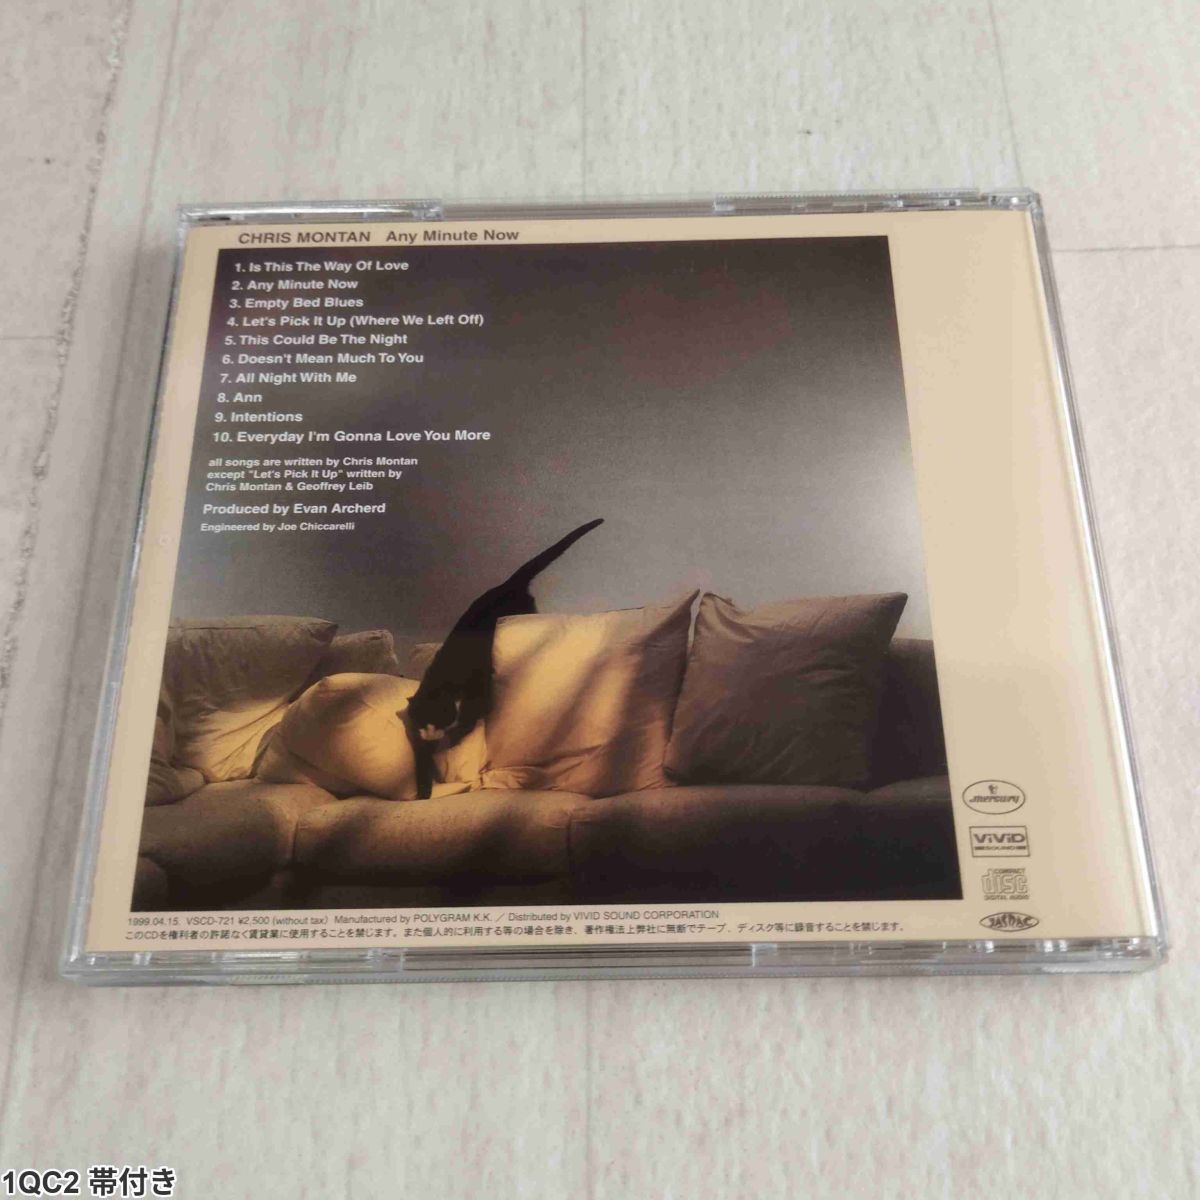 CHRIS MONTAN Any Minute Now
1. Is This The Way Of Love
2. Any Minute Now
3. Empty Bed Blues
4. Let's Pick It Up (Where We Left Off)
5. This Could Be The Night
6. Doesn't Mean Much To You
7. All Night With Me
8. Ann
9. Intentions
10. Everyday I'm Gonna Love You More
all songs are written by Chris Montan
except "Let's Pick It Up" written by
Chris Montan & Geoffrey Leib
Produced by Evan Archerd
Engineered by Joe Chiccarelli
mercury
ViViD
SOUND
COMPACT
disc
DIGITAL AUDIO
JASRAC
1999.04.15. VSCD-721 ¥2,500 (without tax) Manufactured by POLYGRAM K.K. / Distributed by VIVID SOUND CORPORATION
このCDを権利者の許諾なく賃貸業に使用することを禁じます。また個人的に利用する等の場合を除き、著作権法上弊社に無断でテープ、ディスク等に録音することを禁じます。
1QC2 帯付き